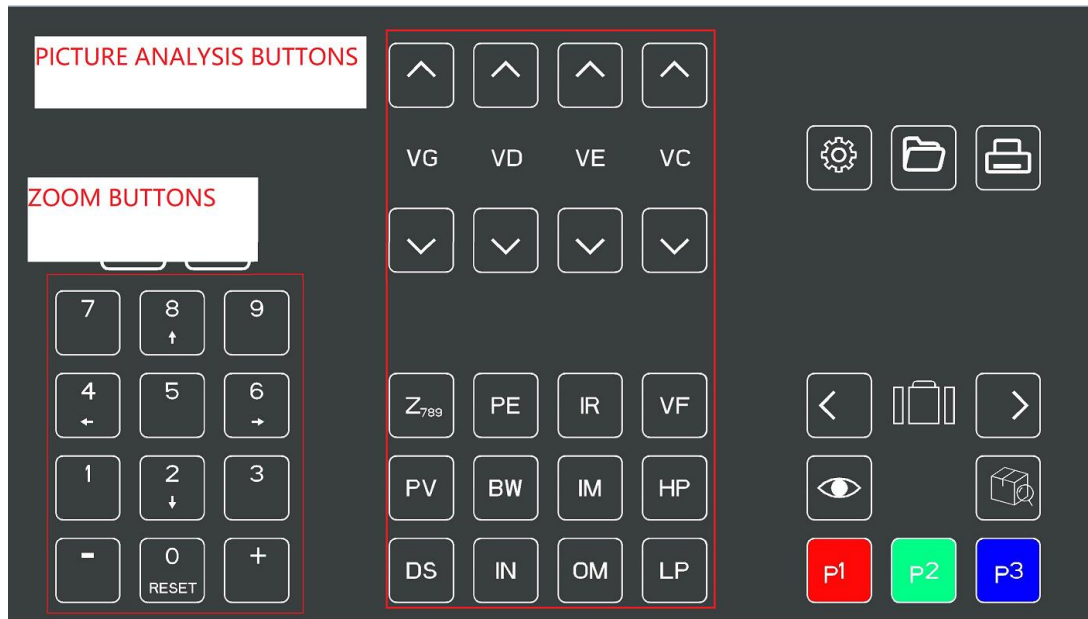 PICTURE ANALYSIS BUTTONS
VG VD VE VC
ZOOM BUTTONS
7 8 9
4 5 6
1 2 3
- 0 +
RESET
Z789 PE IR VF
PV BW IM HP
DS IN OM LP
P1 P2 P3